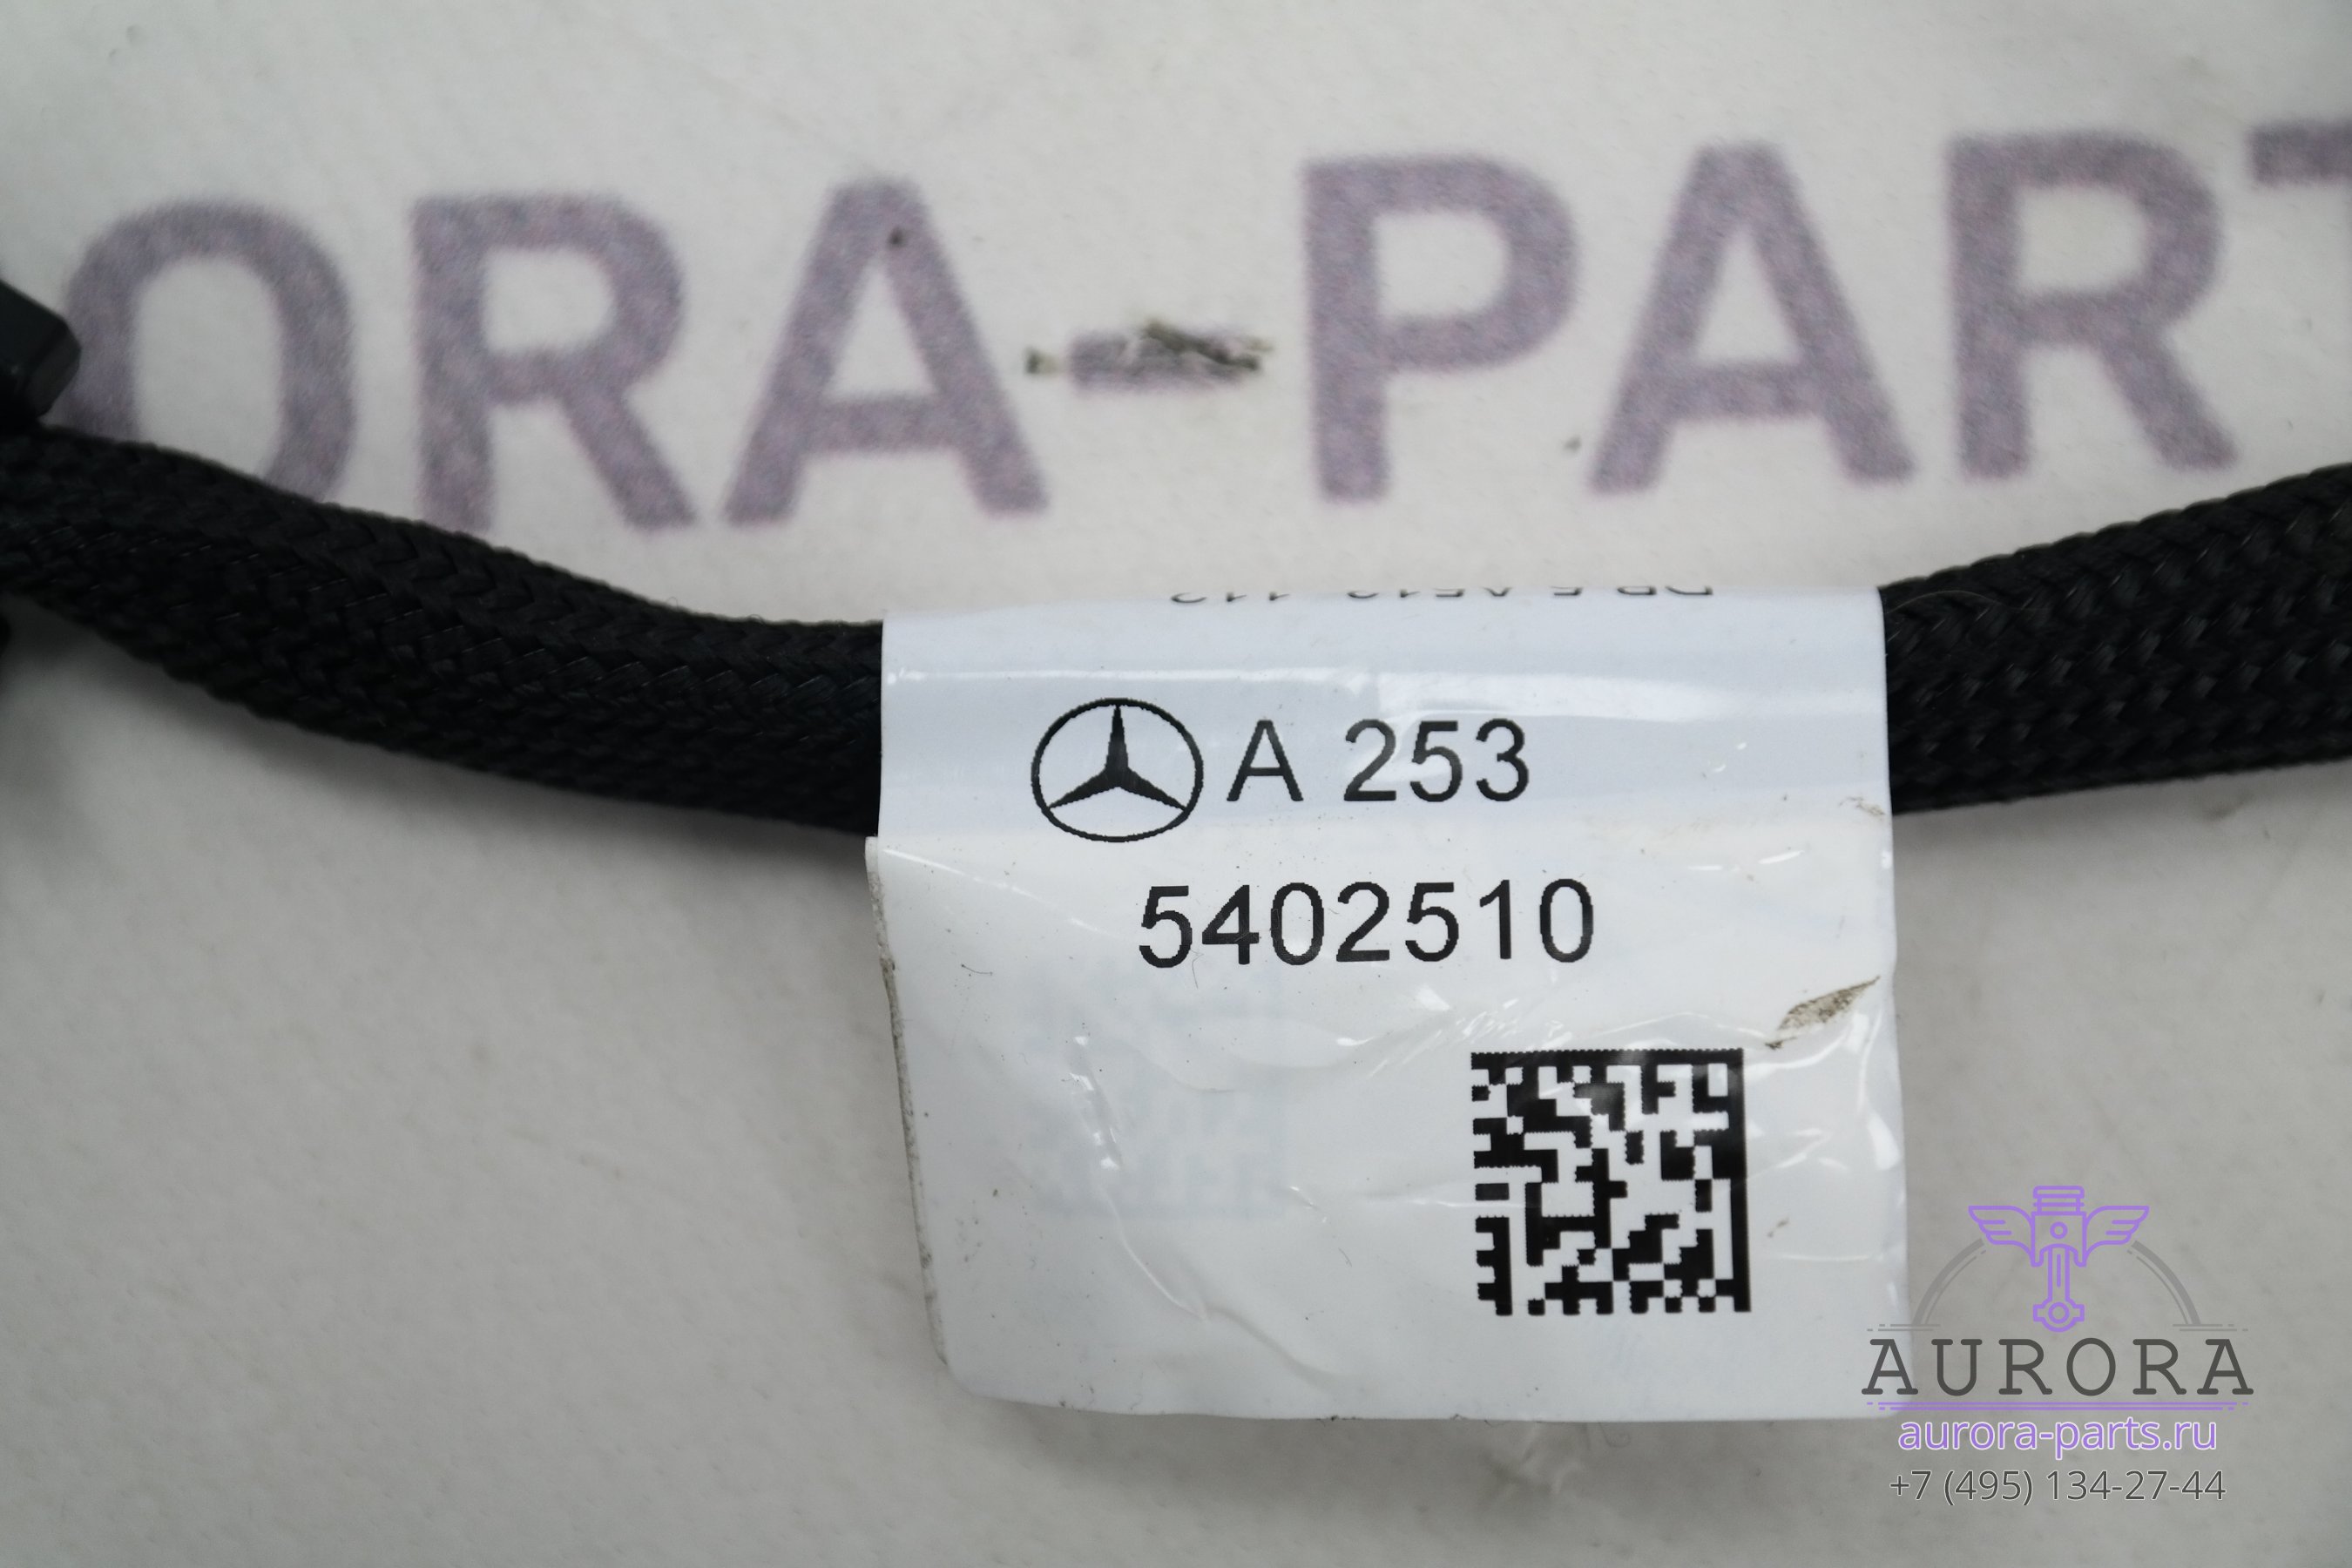 ORA-PART
A 253
5402510
AURORA
aurora-parts.ru
+7 (495) 134-27-44